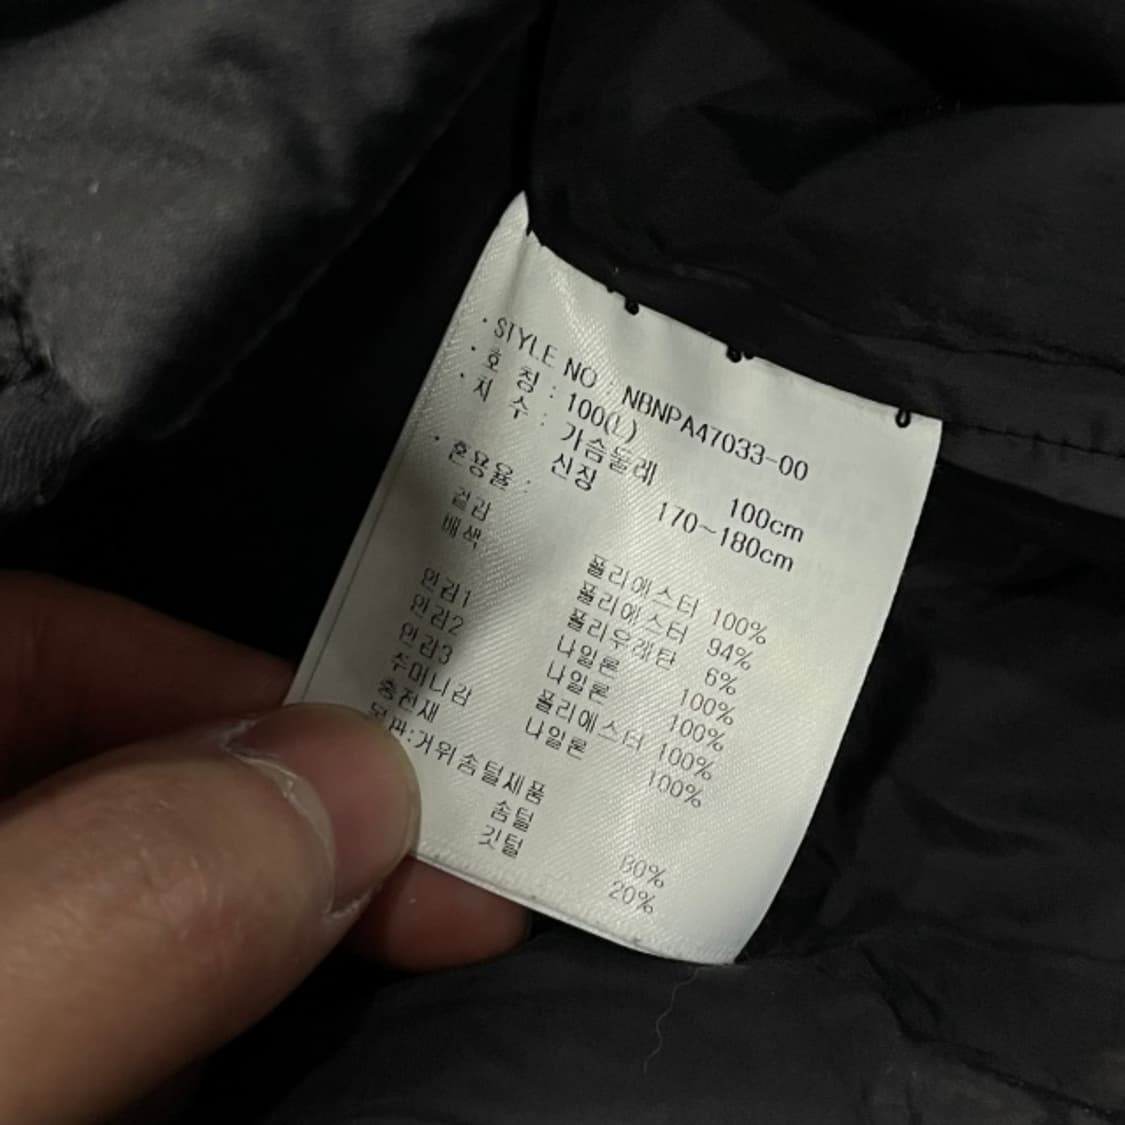 · STYLE NO : NBNPA47033-00
· 호 칭 : 100(L)
· 치 수 : 가슴둘레 100cm
신장 170~180cm
· 혼용율 :
겉감 폴리에스터 100%
배색 폴리에스터 94%
폴리우레탄 6%
안감1 나일론 100%
안감2 나일론 100%
안감3 폴리에스터 100%
주머니감 나일론 100%
충전재
몸판:거위솜털제품
솜털 80%
깃털 20%